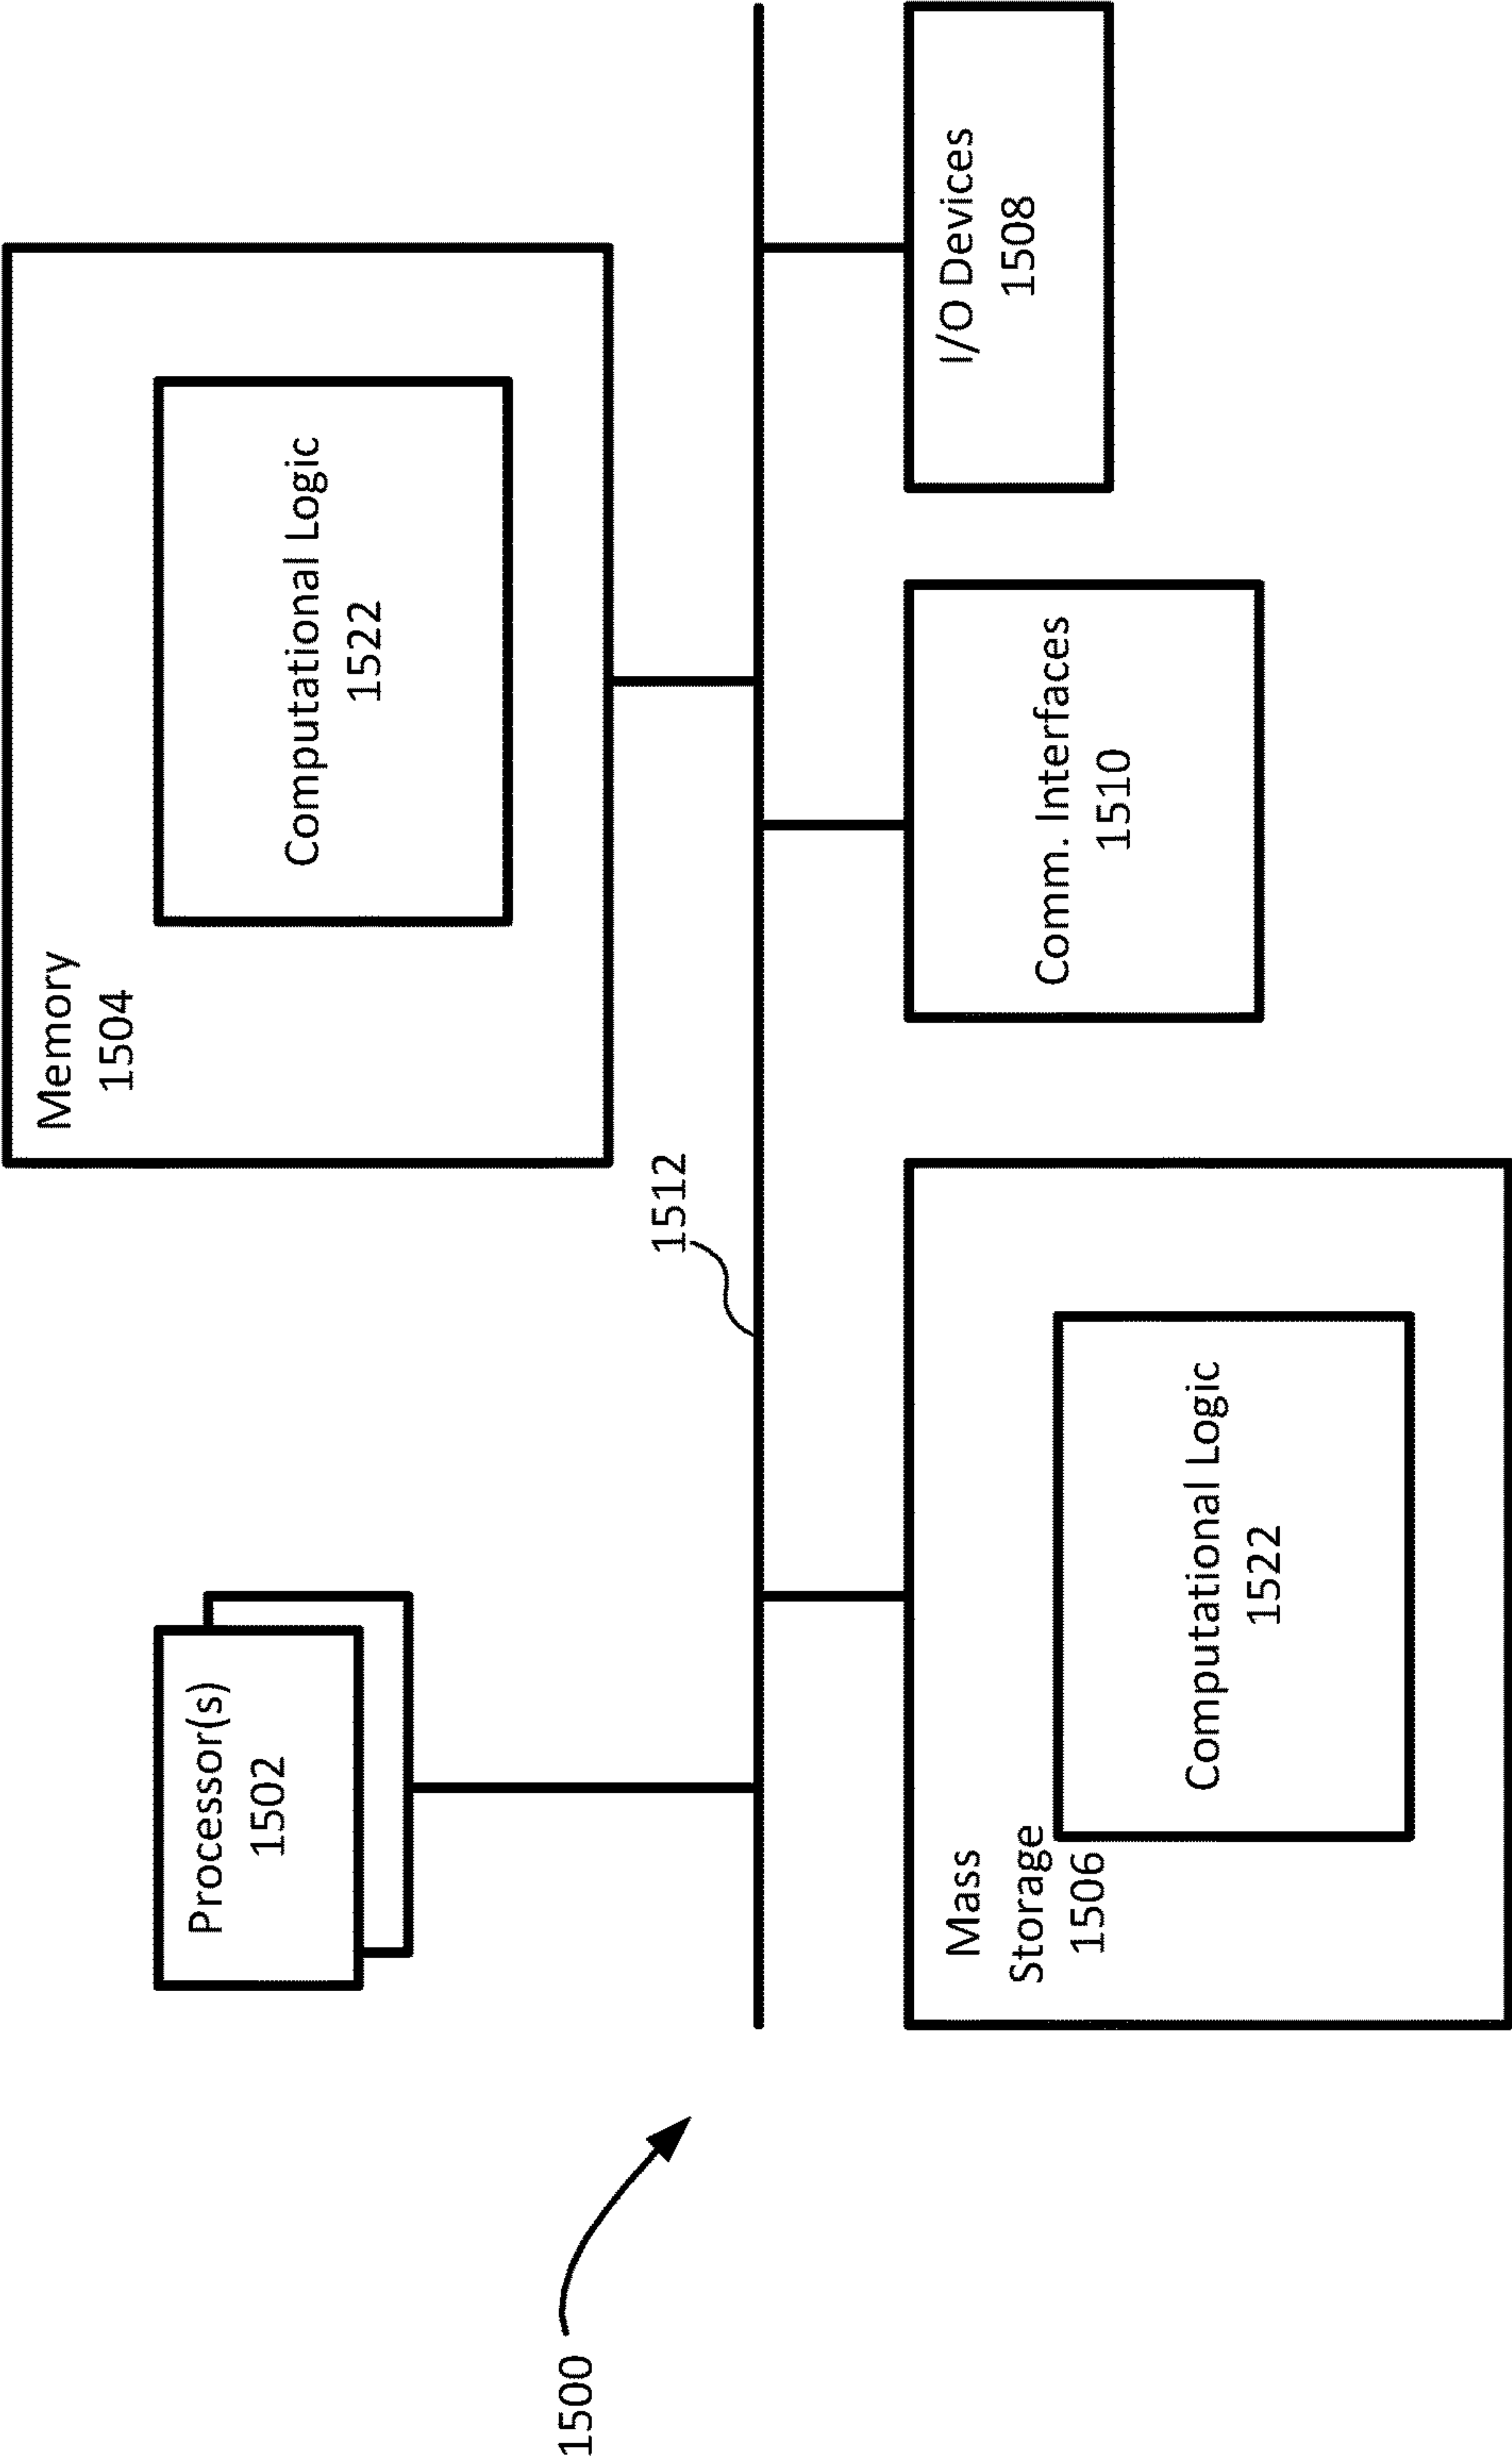 Processor(s)
1502
Memory
1504
Computational Logic
1522
1512
Mass
Storage
1506
Computational Logic
1522
Comm. Interfaces
1510
I/O Devices
1508
1500